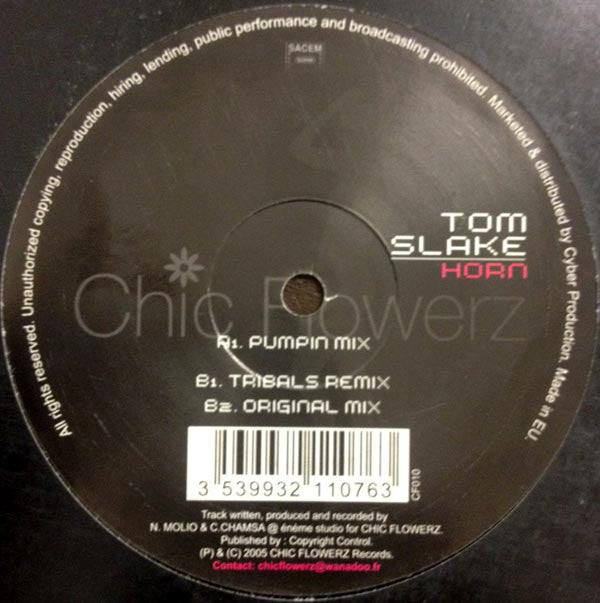 All rights reserved. Unauthorized copying, reproduction, hiring, lending, public performance and broadcasting prohibited. Marketed & distributed by Cyber Production. Made in EU.
SACEM
TOM
SLAKE
HORN
Chic Flowerz
A1. PUMPIN MIX
B1. TRIBALS REMIX
B2. ORIGINAL MIX
3 539932 110763
CF010
Track written, produced and recorded by
N. MOLIO & C.CHAMSA @ énème studio for CHIC FLOWERZ.
Published by : Copyright Control.
(P) & (C) 2005 CHIC FLOWERZ Records.
Contact: chicflowerz@wanadoo.fr